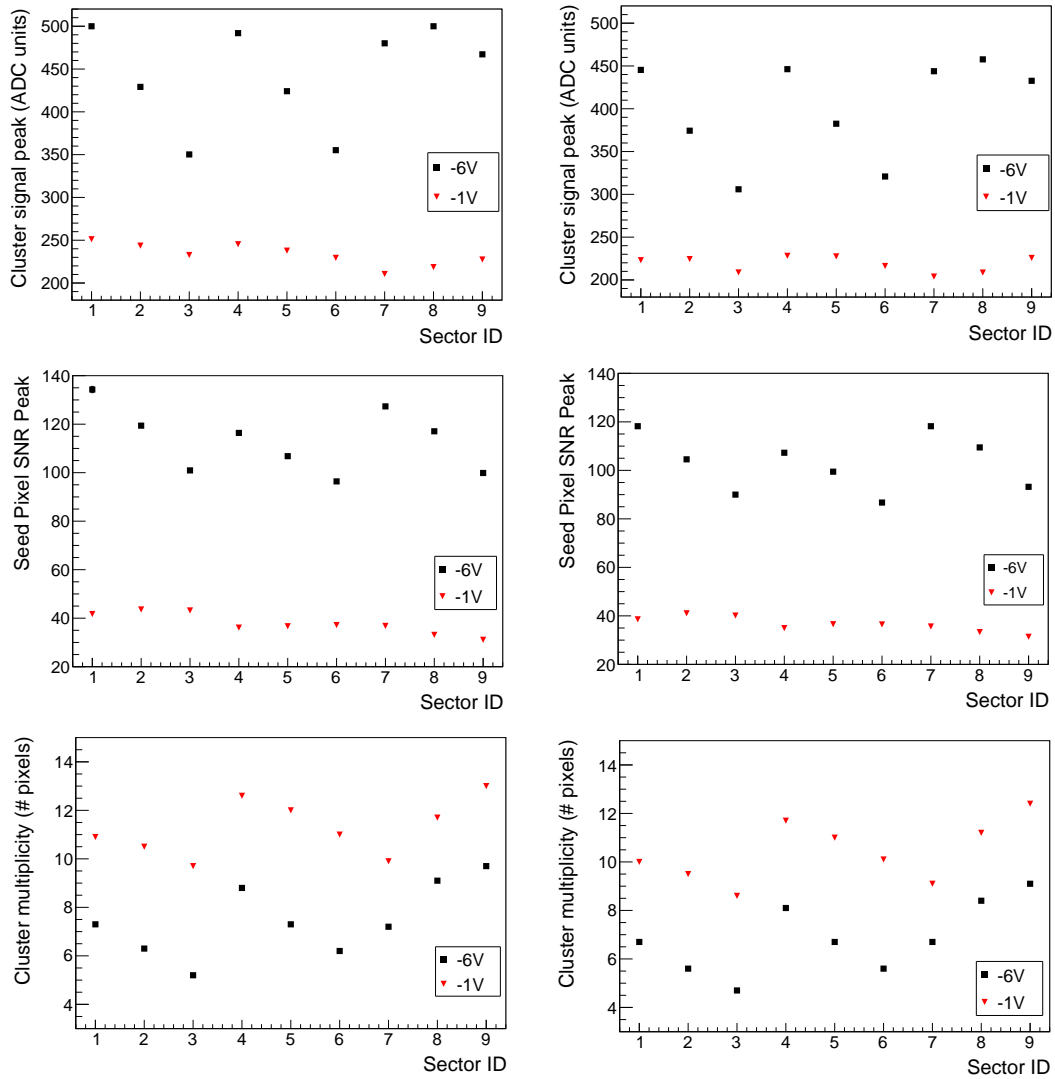 Cluster signal peak (ADC units)
500
450
400
350
300
250
200
-6V
-1V
1 2 3 4 5 6 7 8 9
Sector ID
Cluster signal peak (ADC units)
500
450
400
350
300
250
200
-6V
-1V
1 2 3 4 5 6 7 8 9
Sector ID
Seed Pixel SNR Peak
140
120
100
80
60
40
20
-6V
-1V
1 2 3 4 5 6 7 8 9
Sector ID
Seed Pixel SNR Peak
140
120
100
80
60
40
20
-6V
-1V
1 2 3 4 5 6 7 8 9
Sector ID
Cluster multiplicity (# pixels)
14
12
10
8
6
4
-6V
-1V
1 2 3 4 5 6 7 8 9
Sector ID
Cluster multiplicity (# pixels)
14
12
10
8
6
4
-6V
-1V
1 2 3 4 5 6 7 8 9
Sector ID